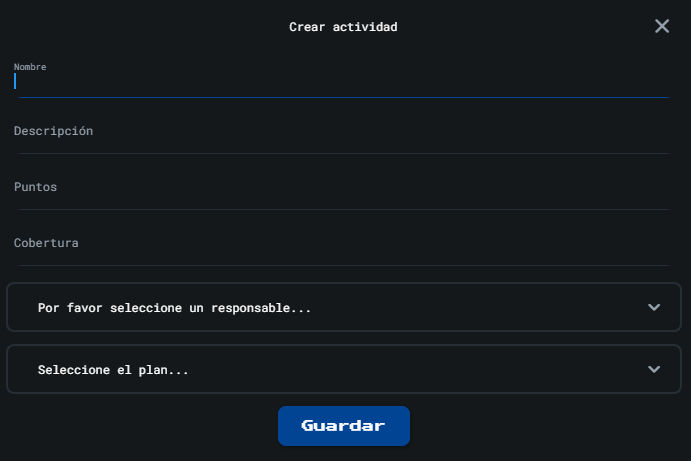 Crear actividad
Nombre
Descripción
Puntos
Cobertura
Por favor seleccione un responsable...
Seleccione el plan...
Guardar